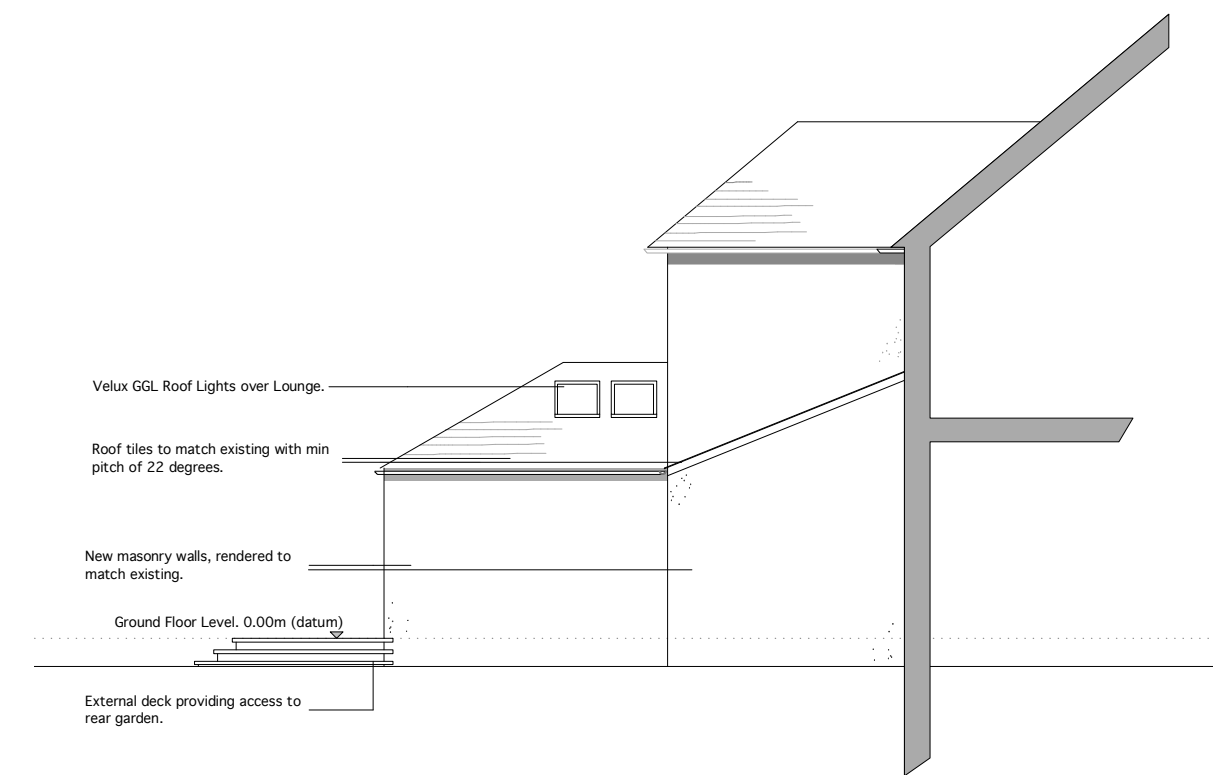 Velux GGL Roof Lights over Lounge.
Roof tiles to match existing with min
pitch of 22 degrees.
New masonry walls, rendered to
match existing.
Ground Floor Level. 0.00m (datum)
External deck providing access to
rear garden.